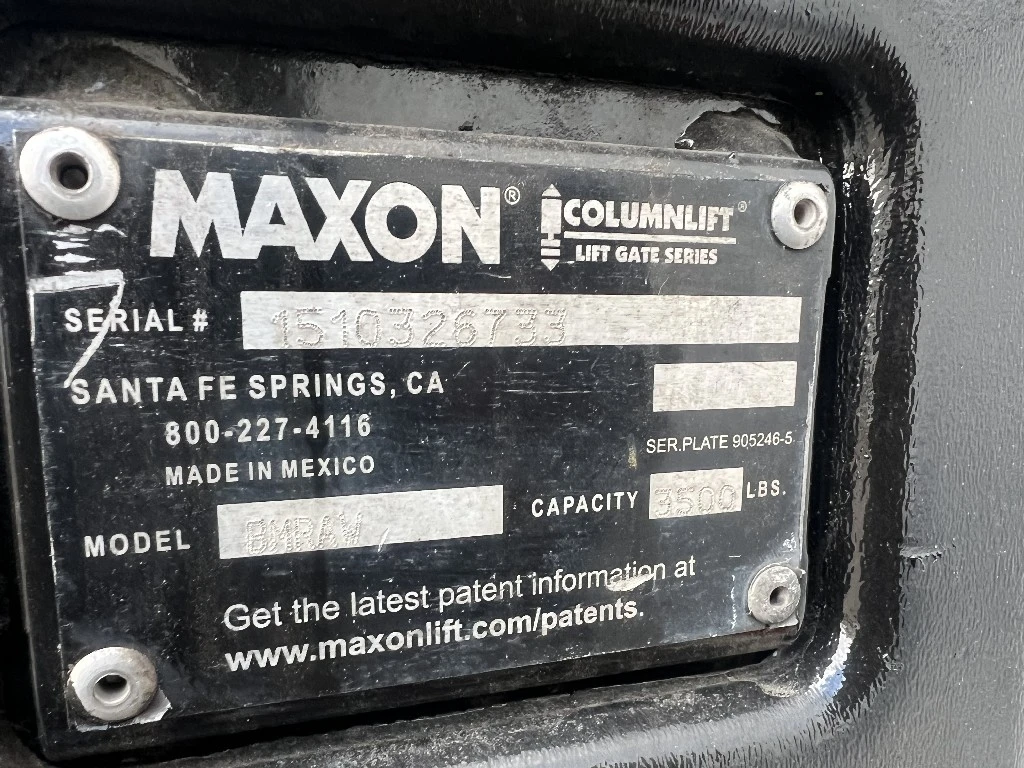 MAXON® COLUMNLIFT®
LIFT GATE SERIES
SERIAL # 1510326733
SANTA FE SPRINGS, CA
800-227-4116
SER.PLATE 905246-5
MADE IN MEXICO
MODEL BMRAW CAPACITY 3500 LBS.
Get the latest patent information at
www.maxonlift.com/patents.